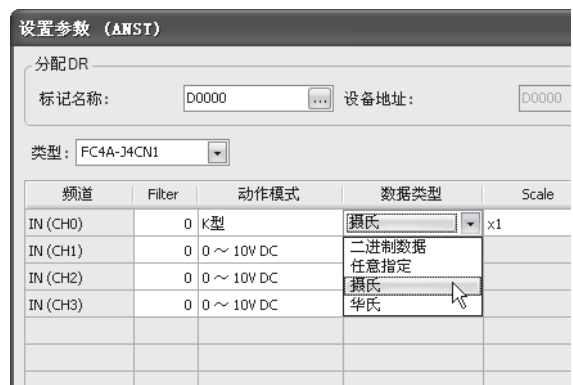 设置参数 (ANST)
分配DR
标记名称: D0000 ... 设备地址: D0000
类型: FC4A-J4CN1
频道 Filter 动作模式 数据类型 Scale
IN (CH0) 0 K型 摄氏 x1
IN (CH1) 0 0 ～ 10V DC 二进制数据
任意指定
IN (CH2) 0 0 ～ 10V DC 摄氏
IN (CH3) 0 0 ～ 10V DC 华氏